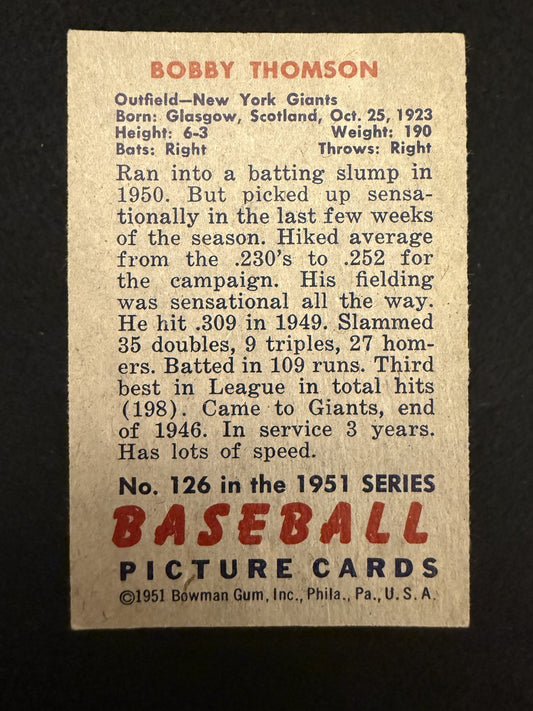 BOBBY THOMSON
Outfield—New York Giants
Born: Glasgow, Scotland, Oct. 25, 1923
Height: 6-3 Weight: 190
Bats: Right Throws: Right
Ran into a batting slump in
1950. But picked up sensa-
tionally in the last few weeks
of the season. Hiked average
from the .230's to .252 for
the campaign. His fielding
was sensational all the way.
He hit .309 in 1949. Slammed
35 doubles, 9 triples, 27 hom-
ers. Batted in 109 runs. Third
best in League in total hits
(198). Came to Giants, end
of 1946. In service 3 years.
Has lots of speed.
No. 126 in the 1951 SERIES
BASEBALL
PICTURE CARDS
©1951 Bowman Gum, Inc., Phila., Pa., U.S.A.